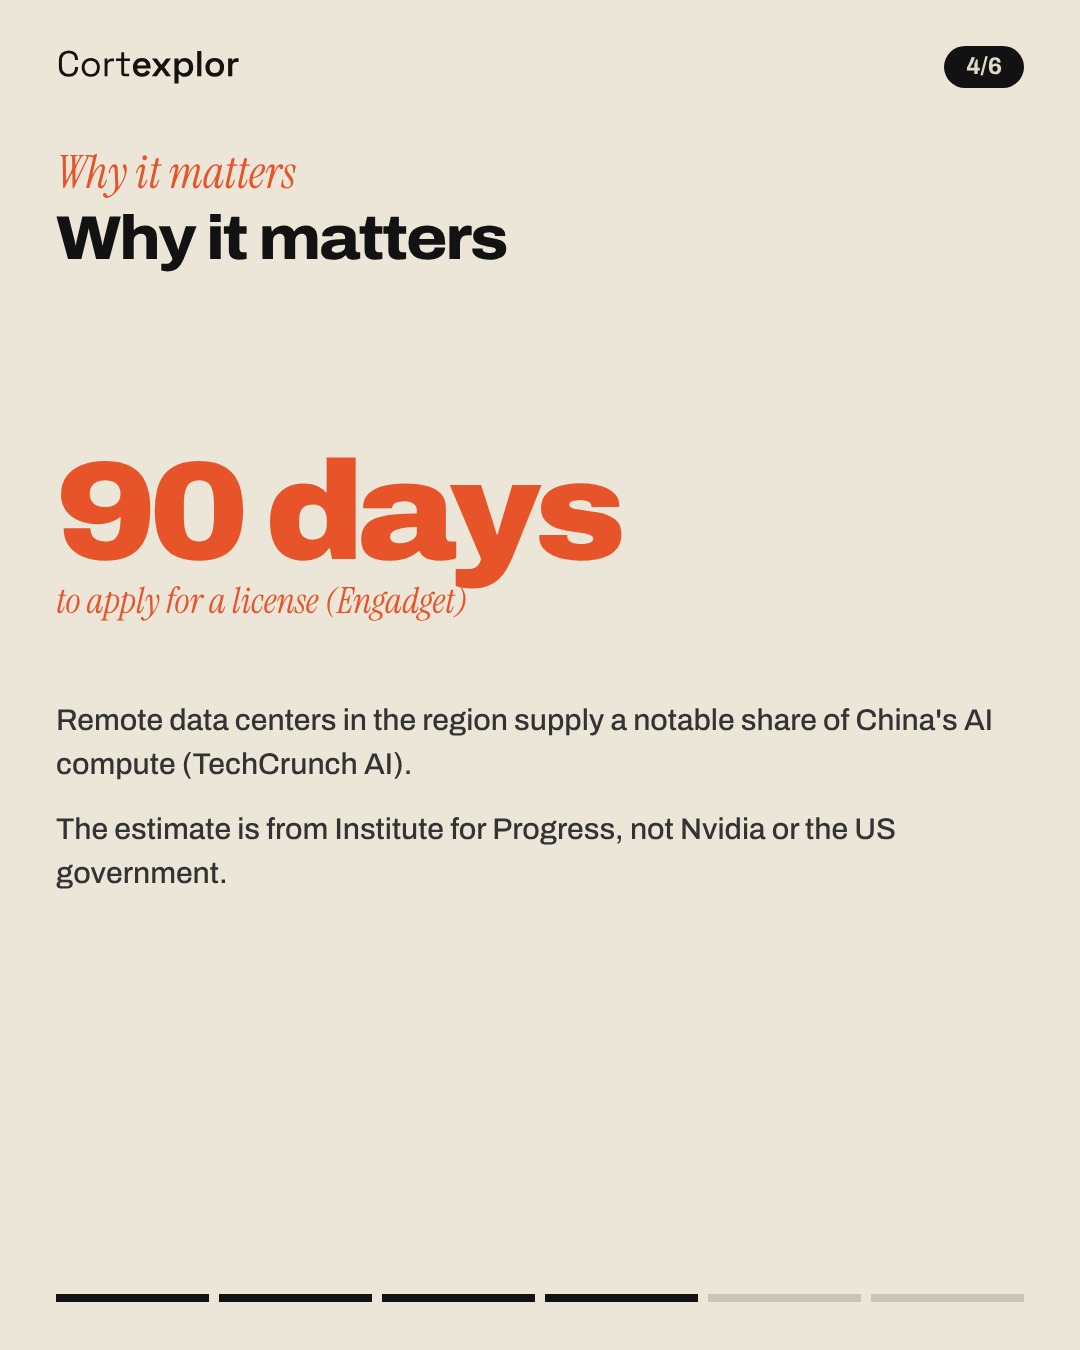 Cortexplor
4/6
Why it matters
Why it matters
90 days
to apply for a license (Engadget)
Remote data centers in the region supply a notable share of China's AI
compute (TechCrunch AI).
The estimate is from Institute for Progress, not Nvidia or the US
government.